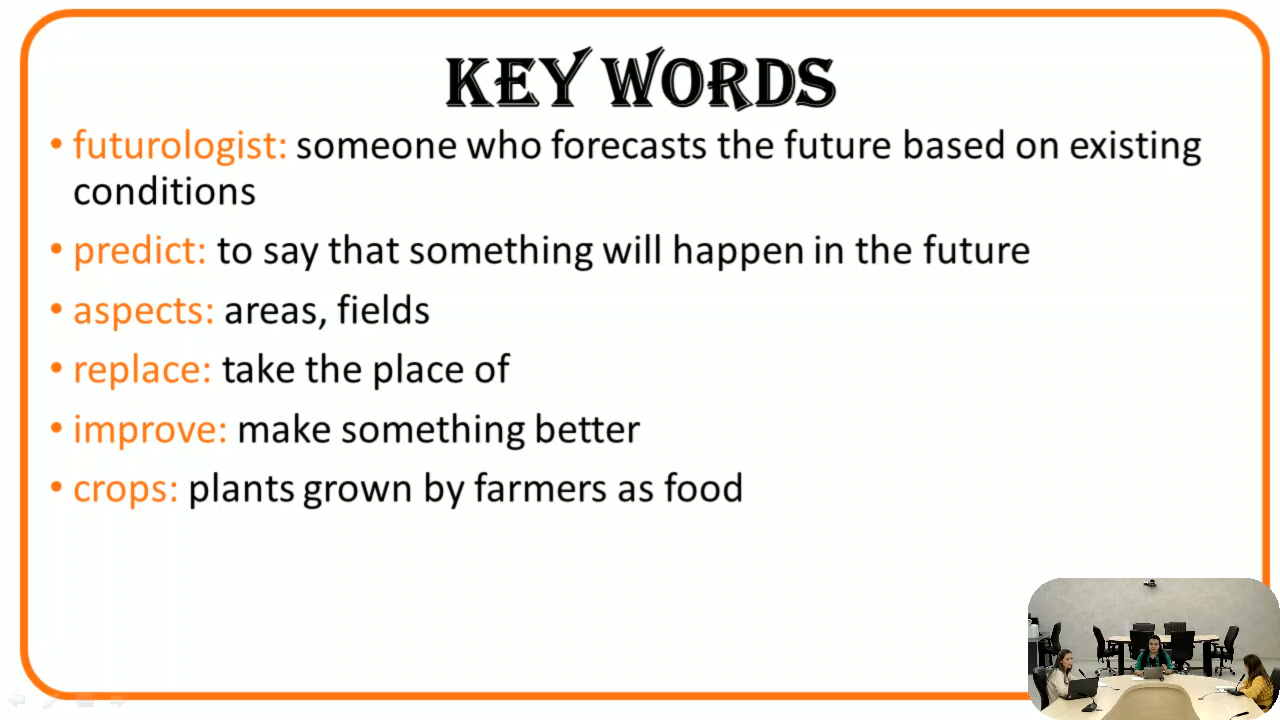 KEY WORDS
• futurologist: someone who forecasts the future based on existing
conditions
• predict: to say that something will happen in the future
• aspects: areas, fields
• replace: take the place of
• improve: make something better
• crops: plants grown by farmers as food